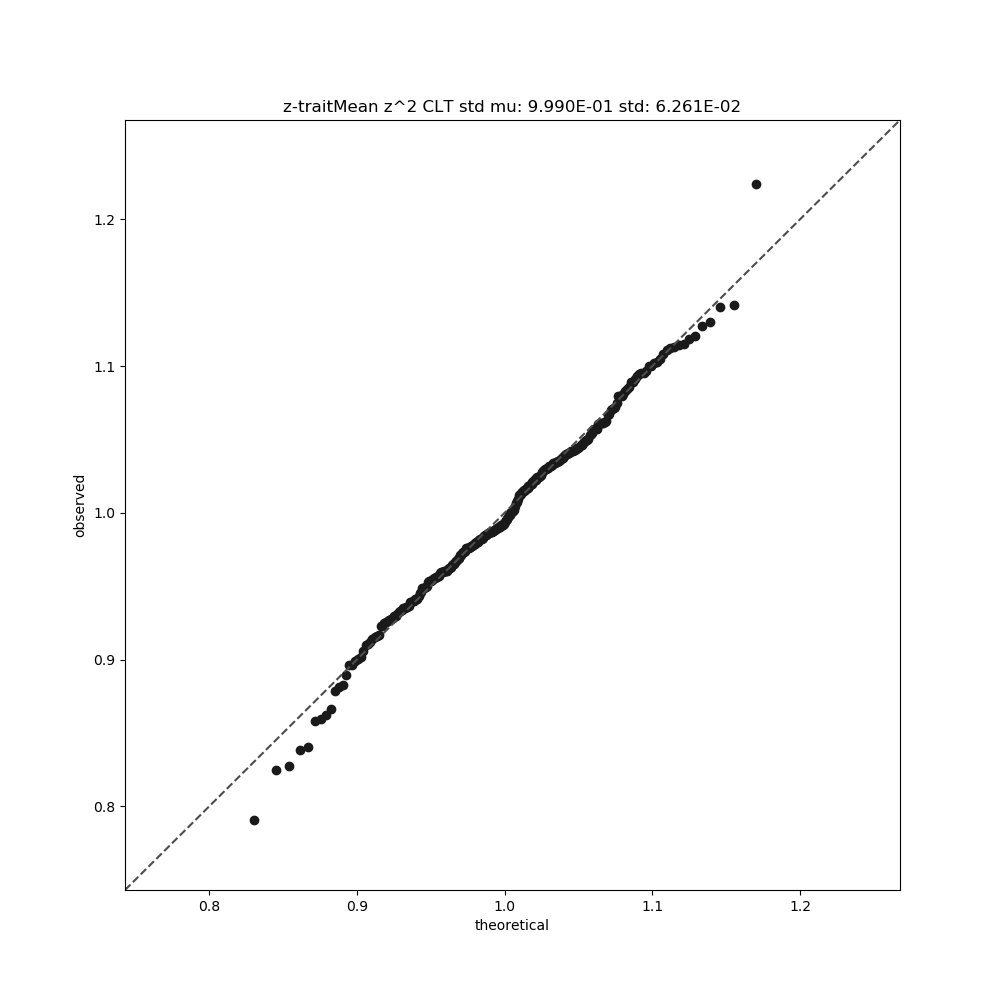 z-traitMean z^2 CLT std mu: 9.990E-01 std: 6.261E-02
1.2
1.1
1.0
0.9
0.8
observed
0.8 0.9 1.0 1.1 1.2
theoretical